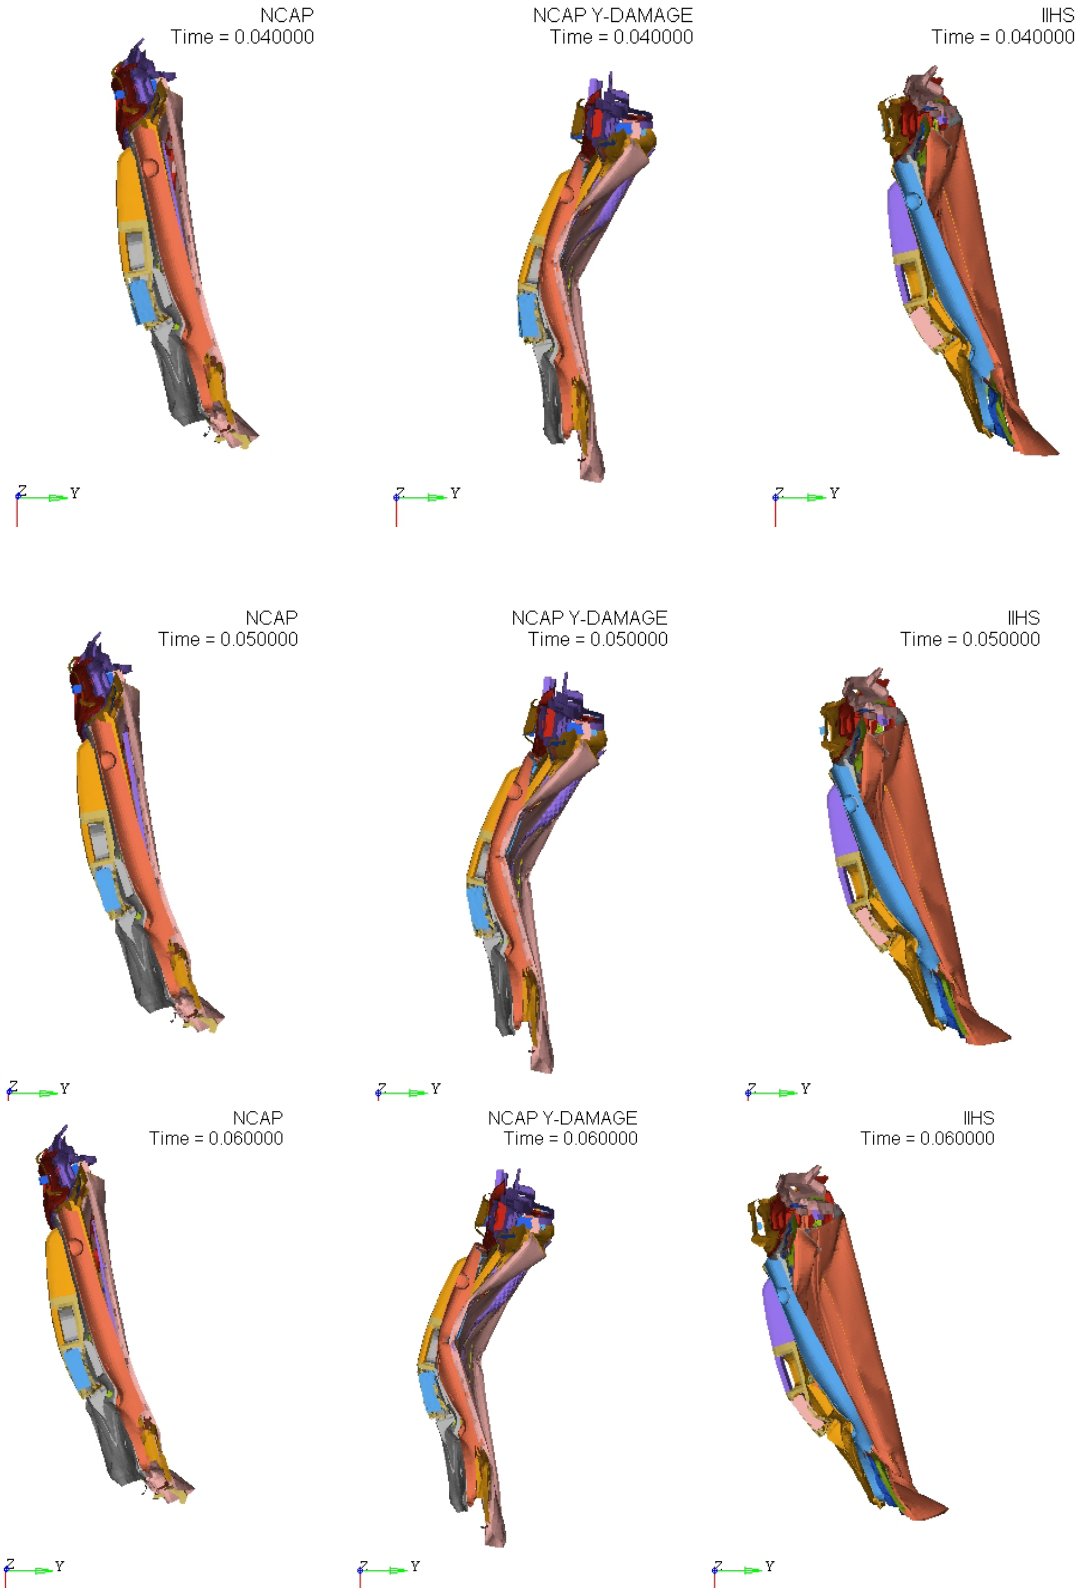 NCAP
Time = 0.040000
NCAP Y-DAMAGE
Time = 0.040000
IIHS
Time = 0.040000
Z
Y
Z
Y
Z
Y
NCAP
Time = 0.050000
NCAP Y-DAMAGE
Time = 0.050000
IIHS
Time = 0.050000
Z
Y
Z
Y
Z
Y
NCAP
Time = 0.060000
NCAP Y-DAMAGE
Time = 0.060000
IIHS
Time = 0.060000
Z
Y
Z
Y
Z
Y